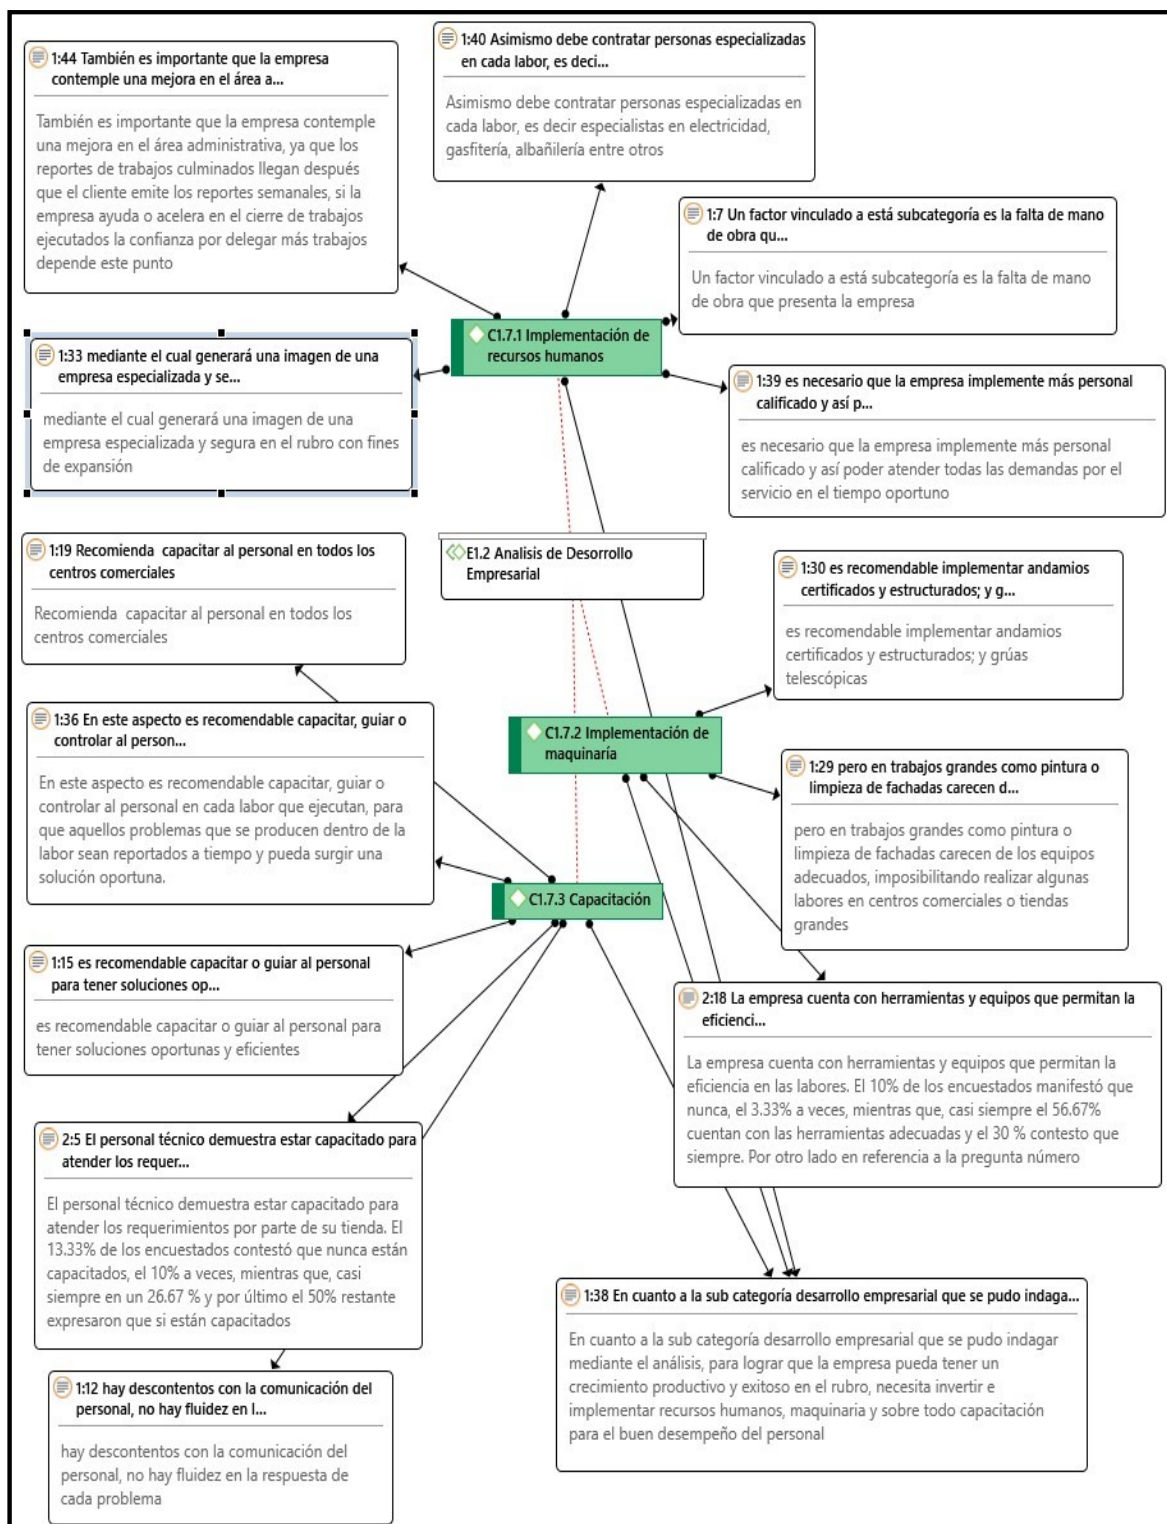 1:44 También es importante que la empresa
contemple una mejora en el área a...
También es importante que la empresa contemple
una mejora en el área administrativa, ya que los
reportes de trabajos culminados llegan después
que el cliente emite los reportes semanales, si la
empresa ayuda o acelera en el cierre de trabajos
ejecutados la confianza por delegar más trabajos
depende este punto
1:40 Asimismo debe contratar personas especializadas
en cada labor, es deci...
Asimismo debe contratar personas especializadas en
cada labor, es decir especialistas en electricidad,
gasfitería, albañilería entre otros
1:7 Un factor vinculado a está subcategoría es la falta de mano
de obra qu...
Un factor vinculado a está subcategoría es la falta de mano
de obra que presenta la empresa
C1.7.1 Implementación de
recursos humanos
1:33 mediante el cual generará una imagen de una
empresa especializada y se...
mediante el cual generará una imagen de una
empresa especializada y segura en el rubro con fines
de expansión
1:39 es necesario que la empresa implemente más personal
calificado y así p...
es necesario que la empresa implemente más personal
calificado y así poder atender todas las demandas por el
servicio en el tiempo oportuno
1:19 Recomienda  capacitar al personal en todos los
centros comerciales
Recomienda  capacitar al personal en todos los
centros comerciales
E1.2 Analisis de Desorrollo
Empresarial
1:30 es recomendable implementar andamios
certificados y estructurados; y g...
es recomendable implementar andamios
certificados y estructurados; y grúas
telescópicas
1:36 En este aspecto es recomendable capacitar, guiar o
controlar al person...
En este aspecto es recomendable capacitar, guiar o
controlar al personal en cada labor que ejecutan, para
que aquellos problemas que se producen dentro de la
labor sean reportados a tiempo y pueda surgir una
solución oportuna.
C1.7.2 Implementación de
maquinaría
1:29 pero en trabajos grandes como pintura o
limpieza de fachadas carecen d...
pero en trabajos grandes como pintura o
limpieza de fachadas carecen de los equipos
adecuados, imposibilitando realizar algunas
labores en centros comerciales o tiendas
grandes
C1.7.3 Capacitación
1:15 es recomendable capacitar o guiar al personal
para tener soluciones op...
es recomendable capacitar o guiar al personal para
tener soluciones oportunas y eficientes
2:18 La empresa cuenta con herramientas y equipos que permitan la
eficienci...
La empresa cuenta con herramientas y equipos que permitan la
eficiencia en las labores. El 10% de los encuestados manifestó que
nunca, el 3.33% a veces, mientras que, casi siempre el 56.67%
cuentan con las herramientas adecuadas y el 30 % contesto que
siempre. Por otro lado en referencia a la pregunta número
2:5 El personal técnico demuestra estar capacitado para
atender los requer...
El personal técnico demuestra estar capacitado para
atender los requerimientos por parte de su tienda. El
13.33% de los encuestados contestó que nunca están
capacitados, el 10% a veces, mientras que, casi
siempre en un 26.67 % y por último el 50% restante
expresaron que si están capacitados
1:38 En cuanto a la sub categoría desarrollo empresarial que se pudo indaga...
En cuanto a la sub categoría desarrollo empresarial que se pudo indagar
mediante el análisis, para lograr que la empresa pueda tener un
crecimiento productivo y exitoso en el rubro, necesita invertir e
implementar recursos humanos, maquinaria y sobre todo capacitación
para el buen desempeño del personal
1:12 hay descontentos con la comunicación del
personal, no hay fluidez en l...
hay descontentos con la comunicación del
personal, no hay fluidez en la respuesta de
cada problema